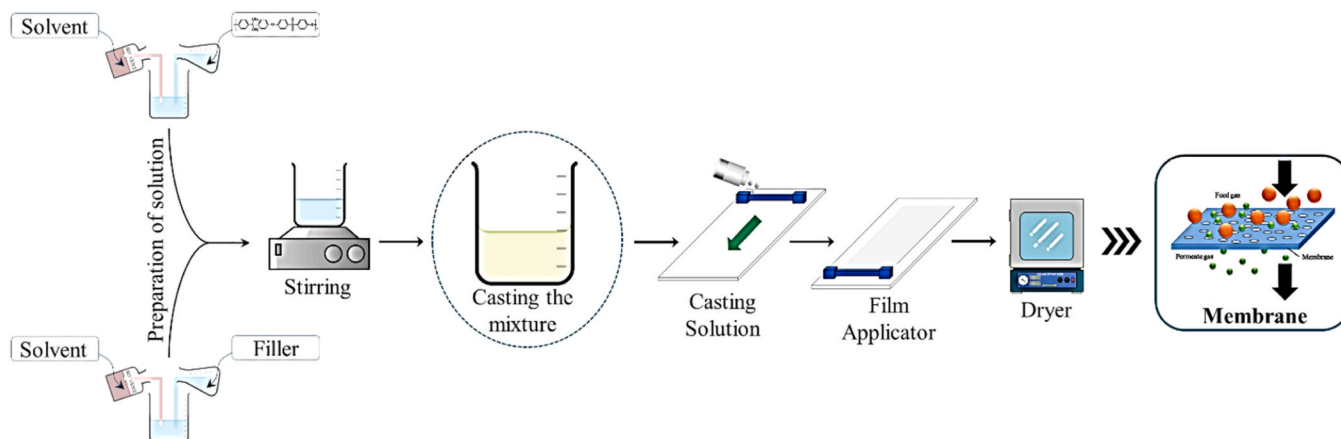 Solvent
Preparation of solution
Solvent
Filler
Stirring
Casting the
mixture
Casting
Solution
Film
Applicator
Dryer
Feed gas
Permeate gas
Membrane
Membrane